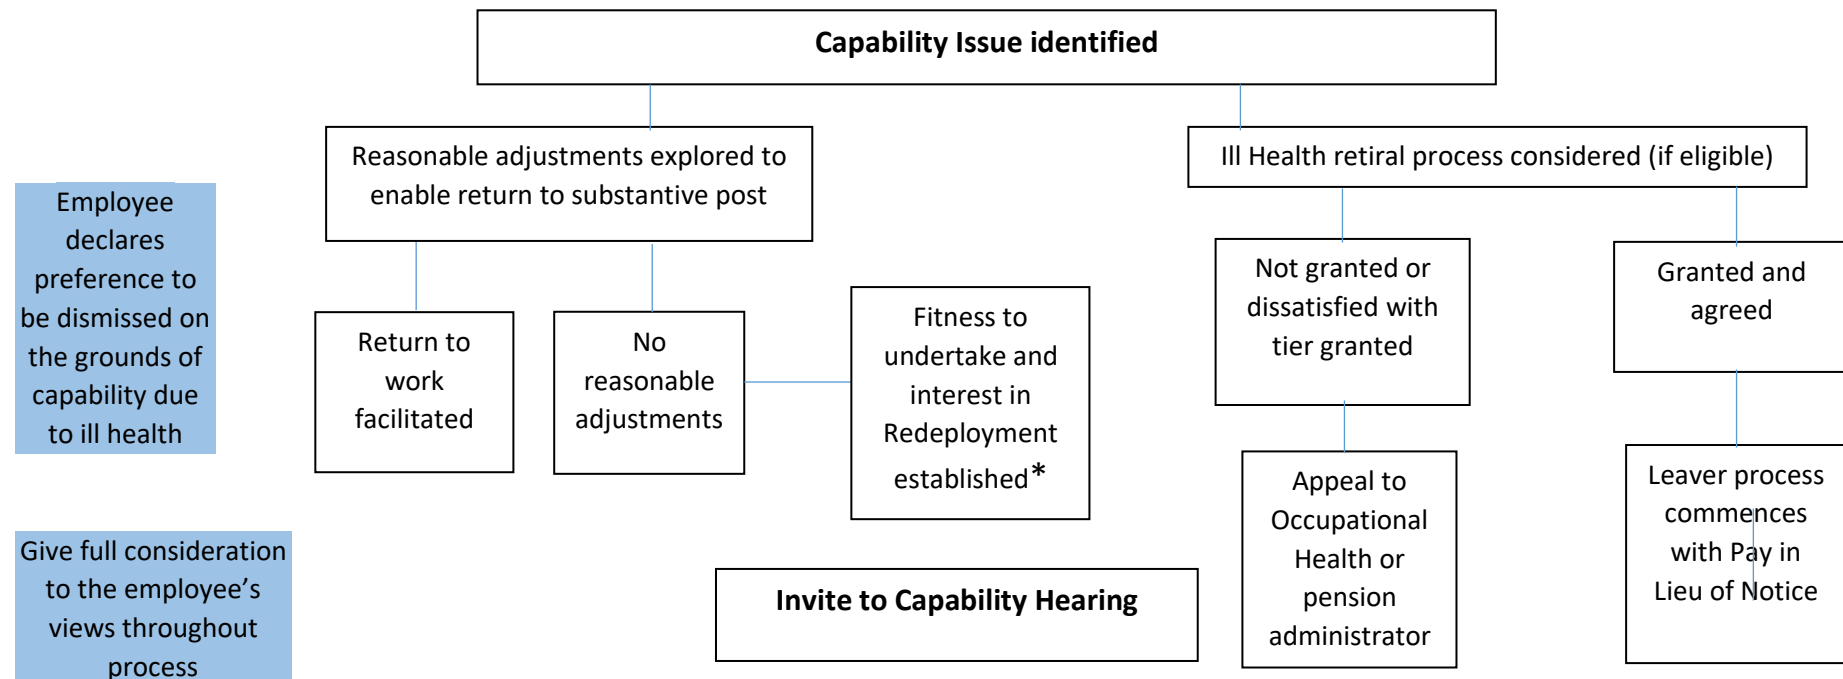 Capability Issue identified
Reasonable adjustments explored to
enable return to substantive post
Ill Health retiral process considered (if eligible)
Employee
declares
preference to
be dismissed on
the grounds of
capability due
to ill health
Return to
work
facilitated
No
reasonable
adjustments
Fitness to
undertake and
interest in
Redeployment
established*
Not granted or
dissatisfied with
tier granted
Granted and
agreed
Appeal to
Occupational
Health or
pension
administrator
Leaver process
commences
with Pay in
Lieu of Notice
Give full consideration
to the employee’s
views throughout
process
Invite to Capability Hearing